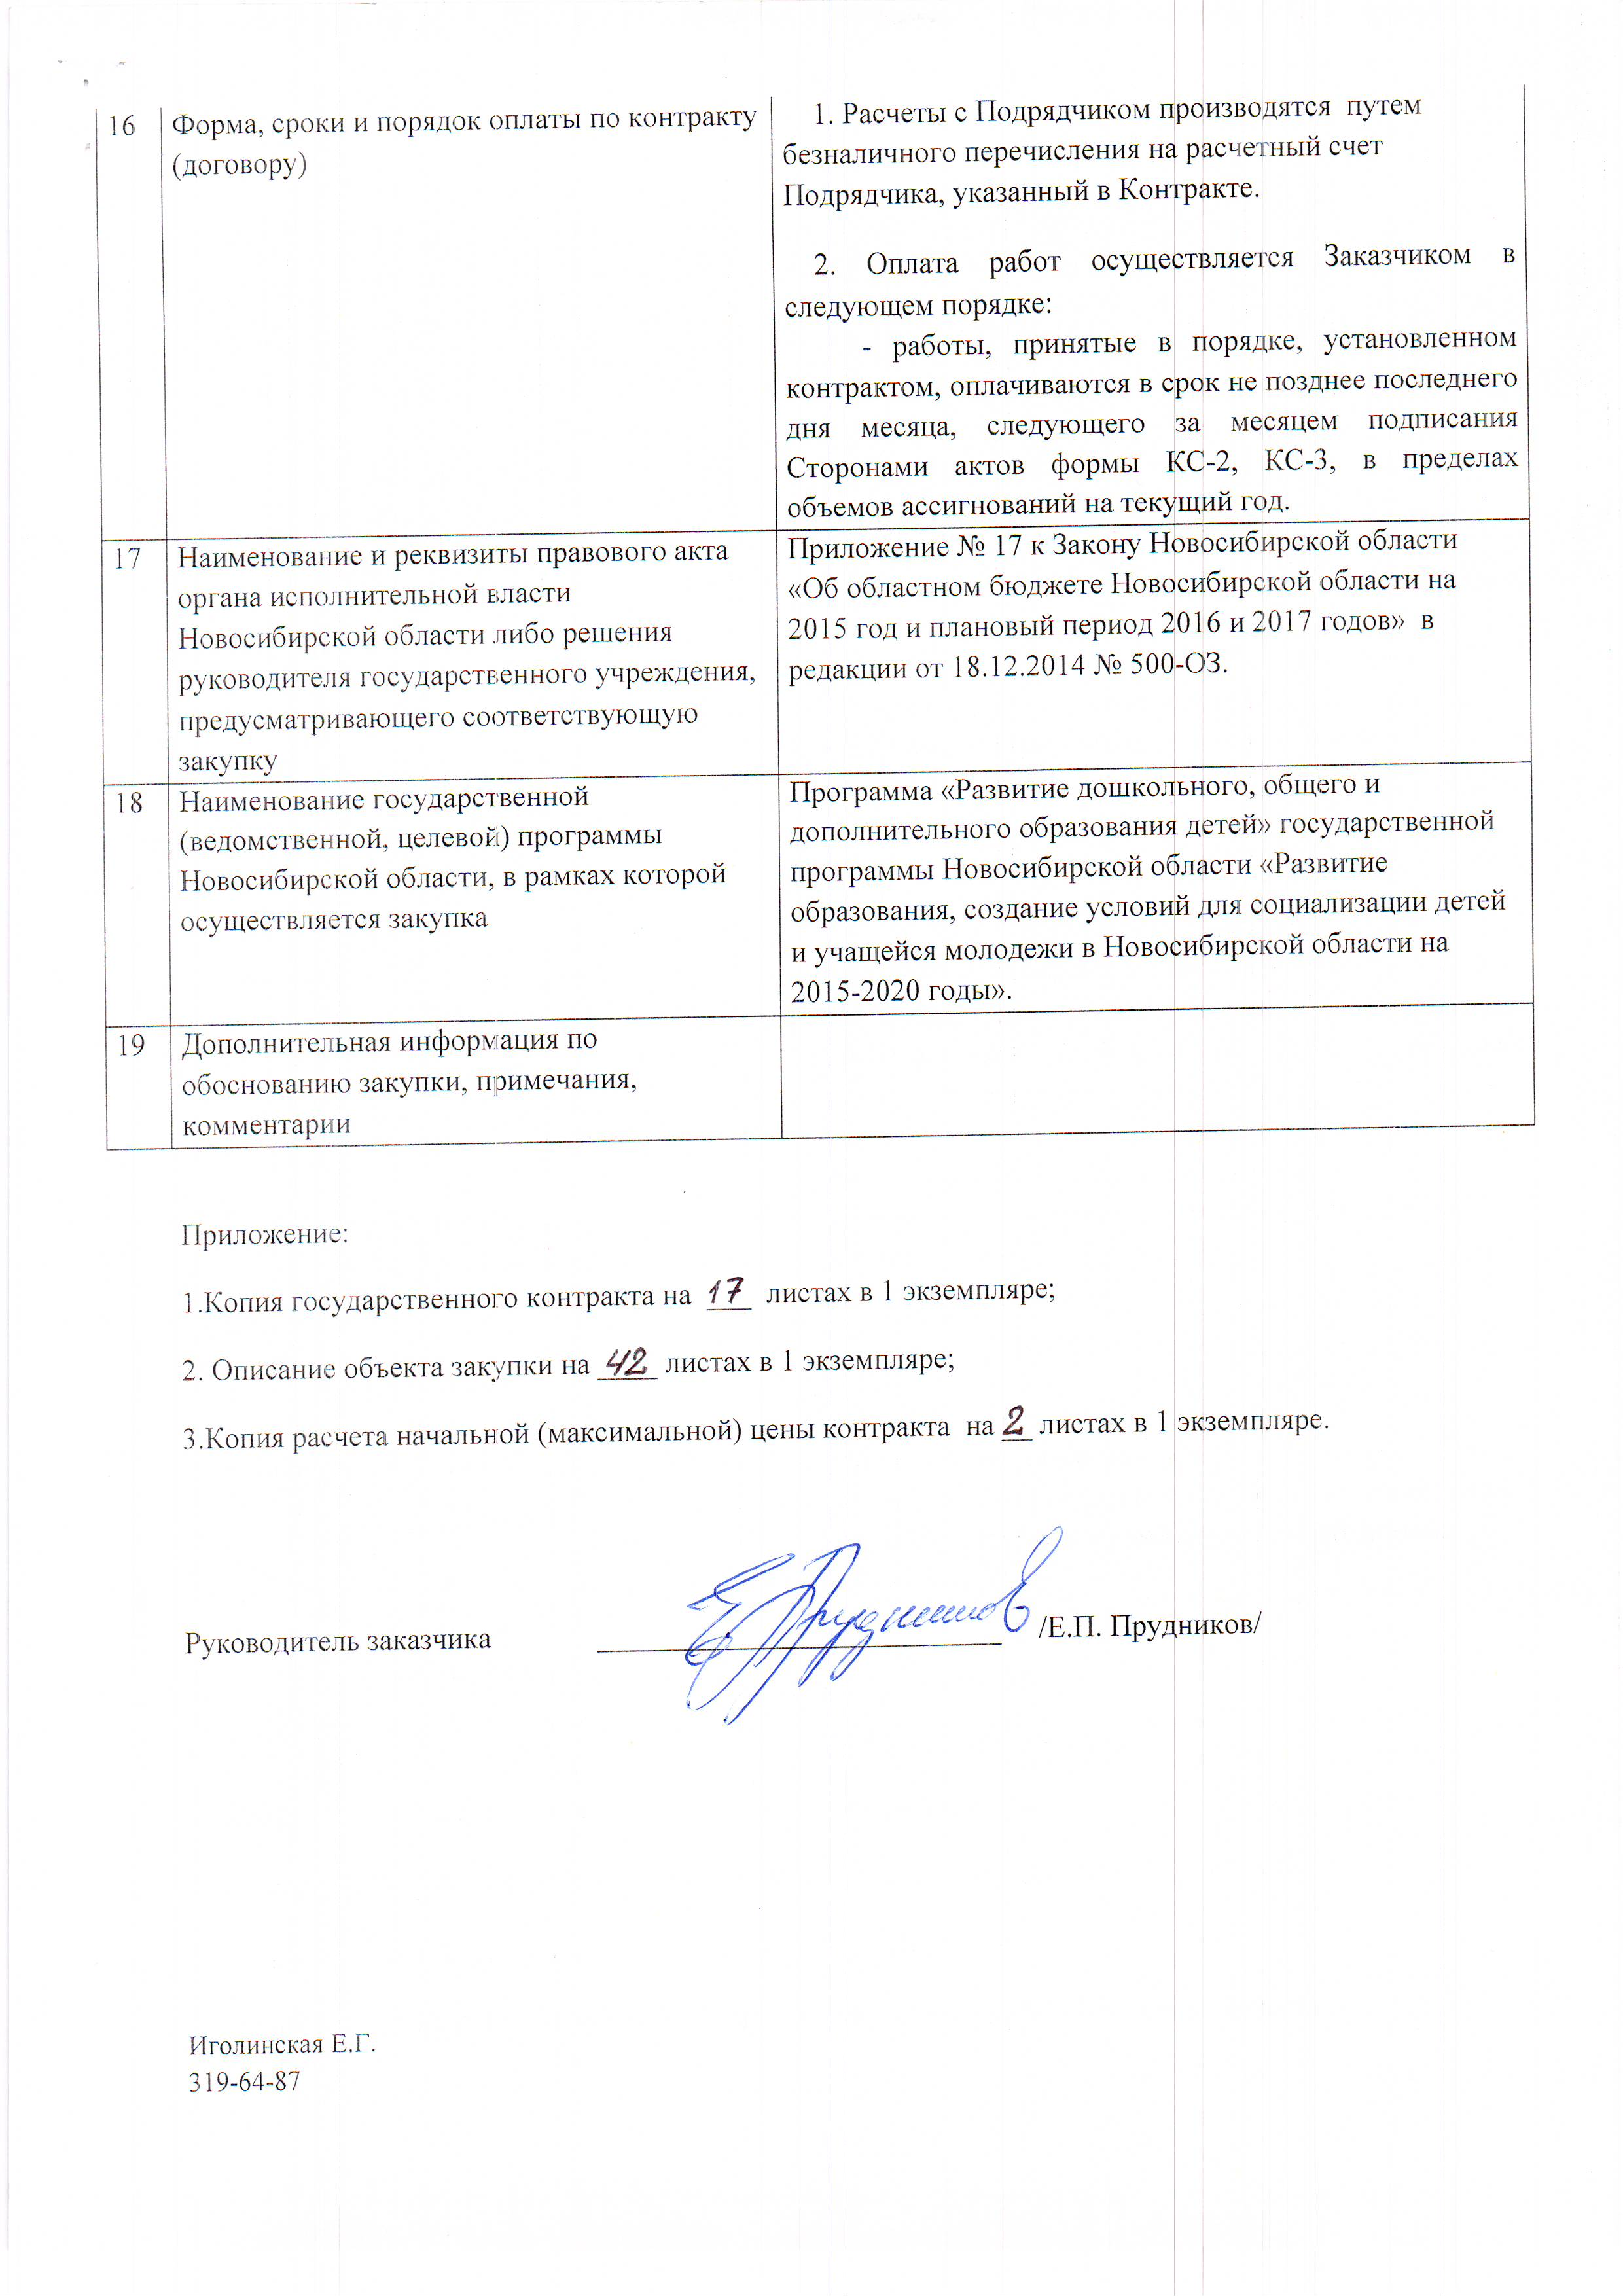 16
Форма, сроки и порядок оплаты по контракту
(договору)
1. Расчеты с Подрядчиком производятся путем
безналичного перечисления на расчетный счет
Подрядчика, указанный в Контракте.
2. Оплата работ осуществляется Заказчиком в
следующем порядке:
- работы, принятые в порядке, установленном
контрактом, оплачиваются в срок не позднее последнего
дня месяца, следующего за месяцем подписания
Сторонами актов формы КС-2, КС-3, в пределах
объемов ассигнований на текущий год.
17
Наименование и реквизиты правового акта
органа исполнительной власти
Новосибирской области либо решения
руководителя государственного учреждения,
предусматривающего соответствующую
закупку
Приложение № 17 к Закону Новосибирской области
«Об областном бюджете Новосибирской области на
2015 год и плановый период 2016 и 2017 годов» в
редакции от 18.12.2014 № 500-ОЗ.
18
Наименование государственной
(ведомственной, целевой) программы
Новосибирской области, в рамках которой
осуществляется закупка
Программа «Развитие дошкольного, общего и
дополнительного образования детей» государственной
программы Новосибирской области «Развитие
образования, создание условий для социализации детей
и учащейся молодежи в Новосибирской области на
2015-2020 годы».
19
Дополнительная информация по
обоснованию закупки, примечания,
комментарии
Приложение:
1.Копия государственного контракта на 17 листах в 1 экземпляре;
2. Описание объекта закупки на 42 листах в 1 экземпляре;
3.Копия расчета начальной (максимальной) цены контракта на 2 листах в 1 экземпляре.
Руководитель заказчика Е Прудников /Е.П. Прудников/
Иголинская Е.Г.
319-64-87